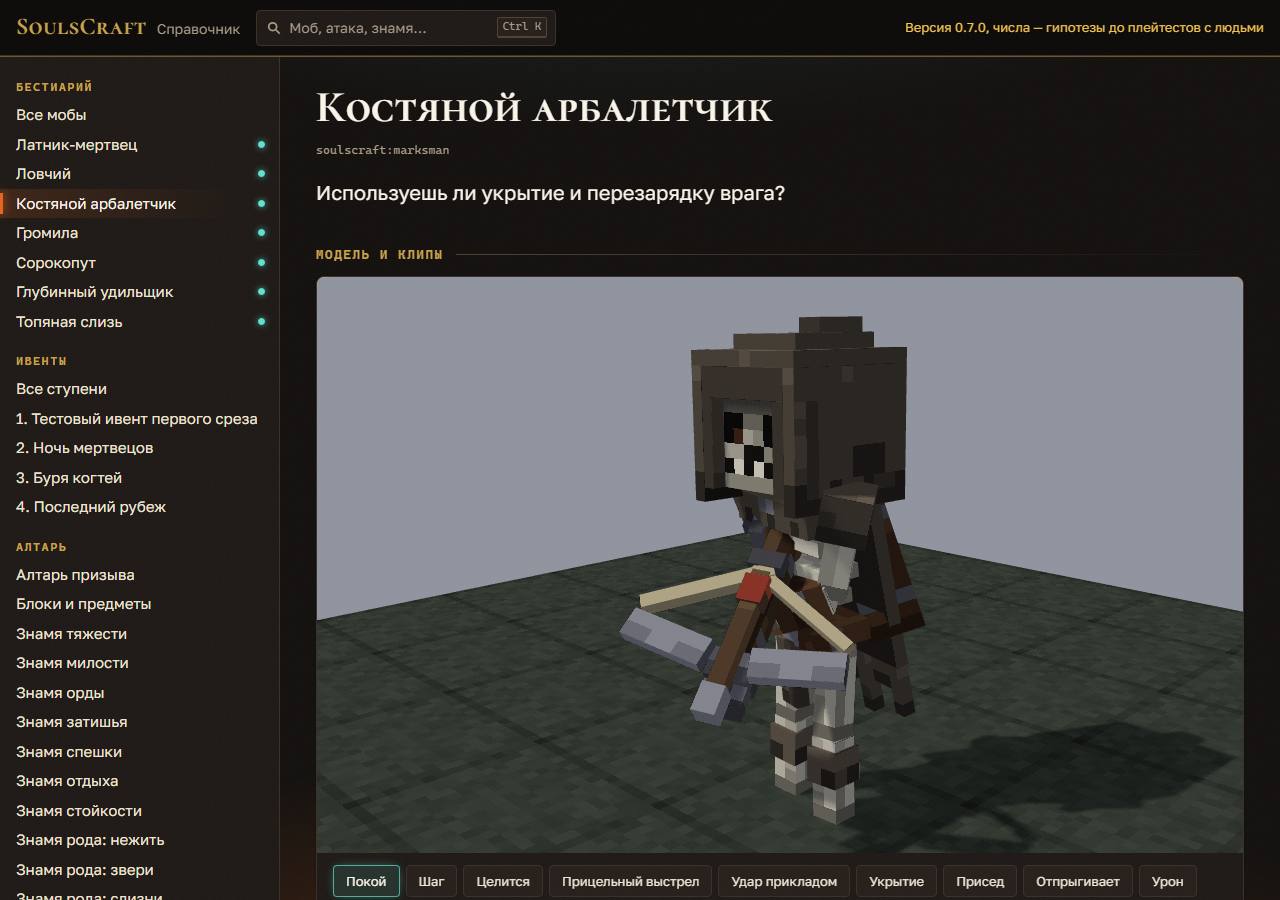 SoulsCraft Справочник Моб, атака, знамя... Ctrl K Версия 0.7.0, числа — гипотезы до плейтестов с людьми
БЕСТИАРИЙ
Все мобы
Латник-мертвец
Ловчий
Костяной арбалетчик
Громила
Сорокопут
Глубинный удильщик
Топяная слизь
ИВЕНТЫ
Все ступени
1. Тестовый ивент первого среза
2. Ночь мертвецов
3. Буря когтей
4. Последний рубеж
АЛТАРЬ
Алтарь призыва
Блоки и предметы
Знамя тяжести
Знамя милости
Знамя орды
Знамя затишья
Знамя спешки
Знамя отдыха
Знамя стойкости
Знамя рода: нежить
Знамя рода: звери
Знамя рода: слизни
Костяной арбалетчик
soulscraft:marksman
Используешь ли укрытие и перезарядку врага?
МОДЕЛЬ И КЛИПЫ
Покой Шаг Целится Прицельный выстрел Удар прикладом Укрытие Присед Отпрыгивает Урон